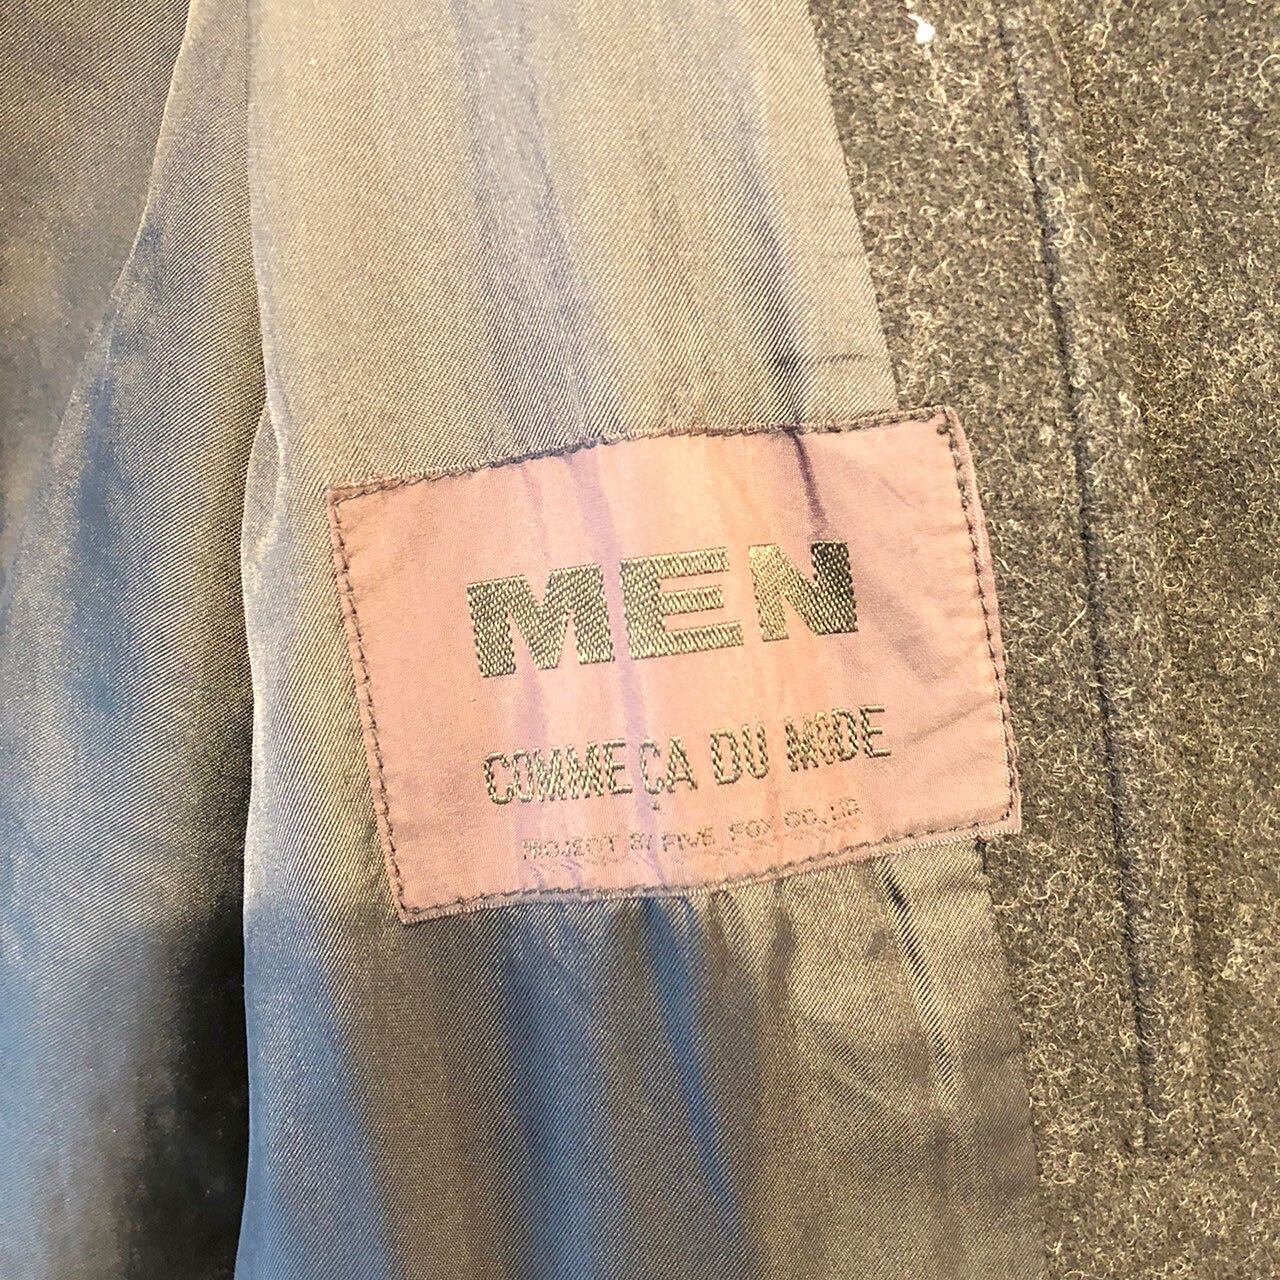 MEN
COMME ÇA DU MODE
PROJECT BY FIVE FOX CO., LTD